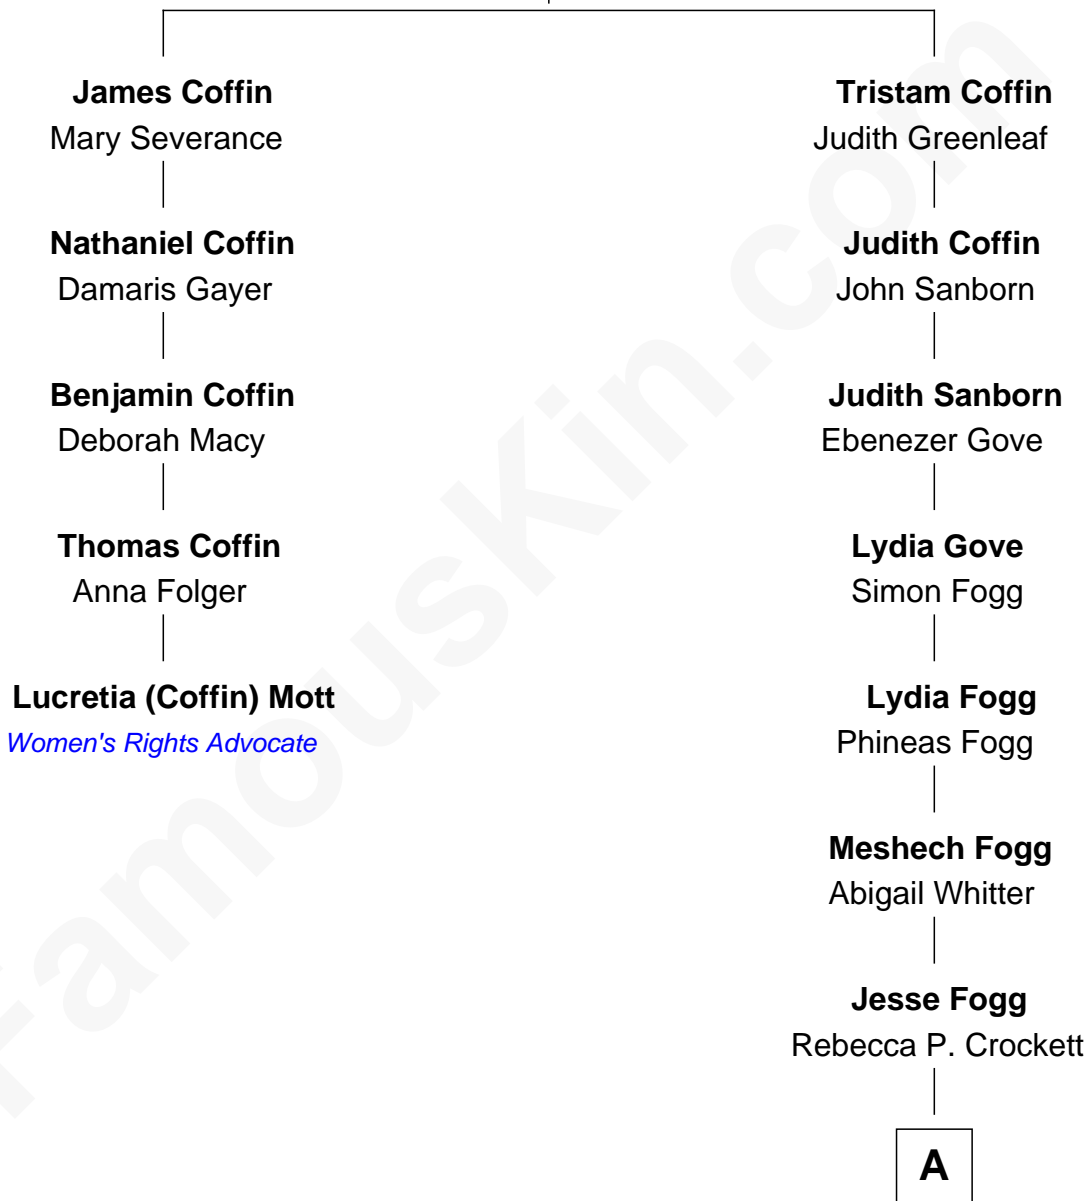 James Coffin
Mary Severance
Nathaniel Coffin
Damaris Gayer
Benjamin Coffin
Deborah Macy
Thomas Coffin
Anna Folger
Lucretia (Coffin) Mott
Women's Rights Advocate
Tristam Coffin
Judith Greenleaf
Judith Coffin
John Sanborn
Judith Sanborn
Ebenezer Gove
Lydia Gove
Simon Fogg
Lydia Fogg
Phineas Fogg
Meshech Fogg
Abigail Whitter
Jesse Fogg
Rebecca P. Crockett
A
FamousKin.com